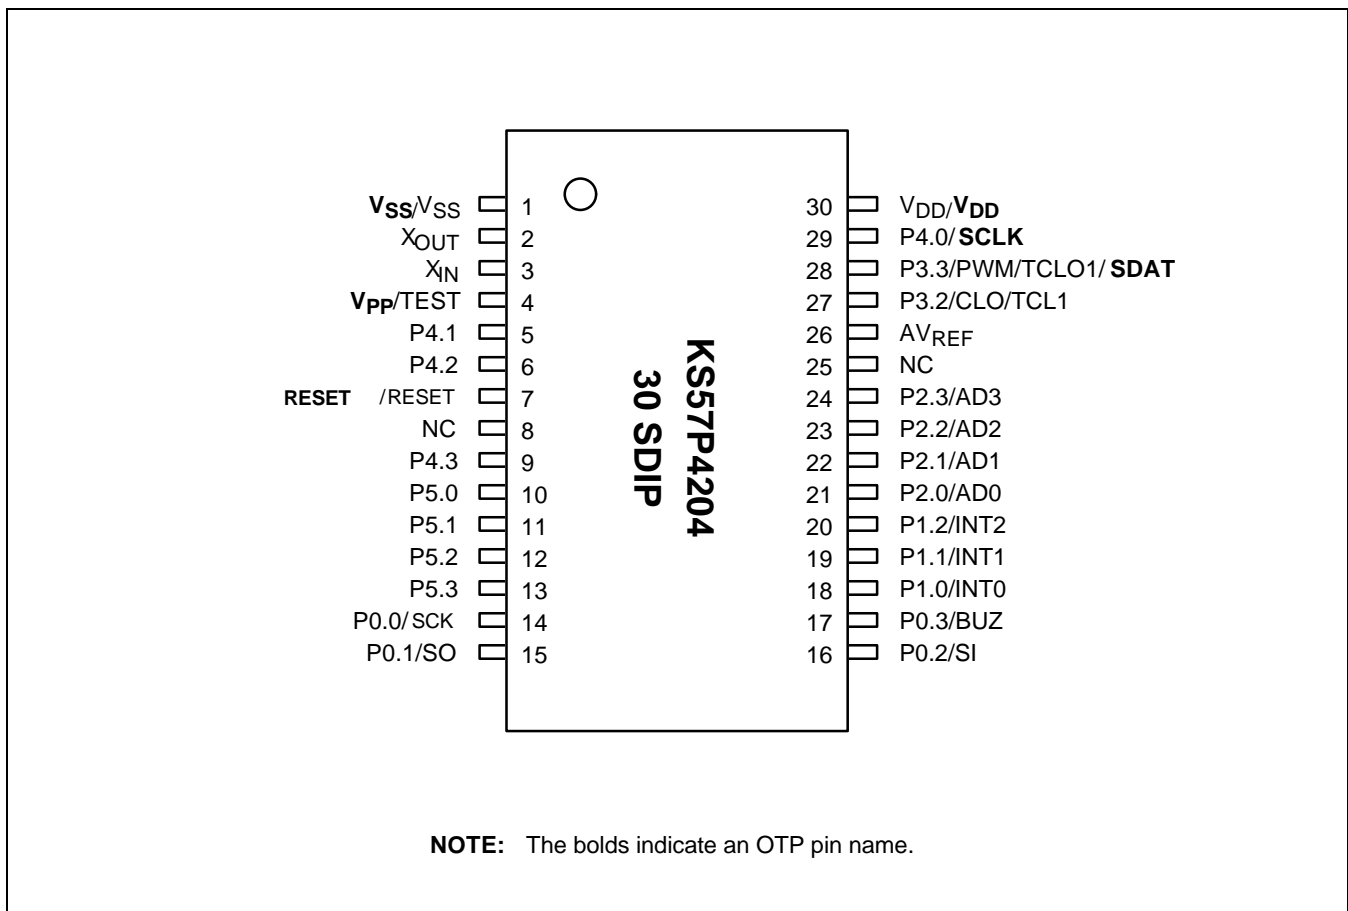 VSS/VSS 1
XOUT 2
XIN 3
VPP/TEST 4
P4.1 5
P4.2 6
RESET /RESET 7
NC 8
P4.3 9
P5.0 10
P5.1 11
P5.2 12
P5.3 13
P0.0/SCK 14
P0.1/SO 15
KS57P4204
30 SDIP
30 VDD/VDD
29 P4.0/SCLK
28 P3.3/PWM/TCLO1/SDAT
27 P3.2/CLO/TCL1
26 AVREF
25 NC
24 P2.3/AD3
23 P2.2/AD2
22 P2.1/AD1
21 P2.0/AD0
20 P1.2/INT2
19 P1.1/INT1
18 P1.0/INT0
17 P0.3/BUZ
16 P0.2/SI
NOTE: The bolds indicate an OTP pin name.